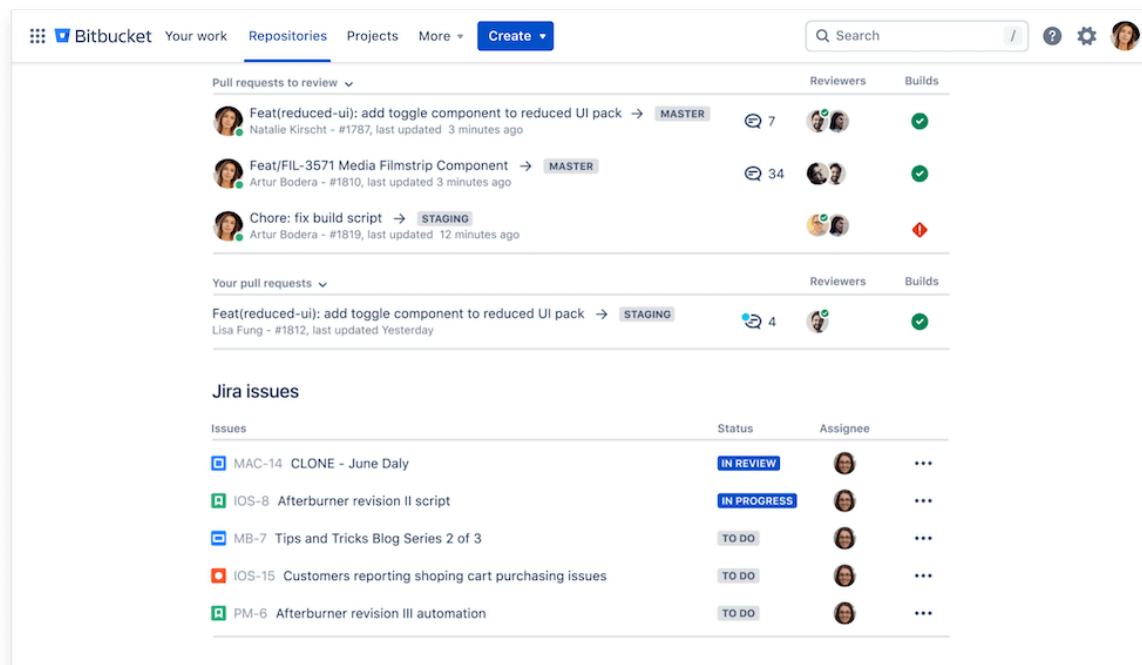 Bitbucket Your work Repositories Projects More Create Search /
Pull requests to review Reviewers Builds
Feat(reduced-ui): add toggle component to reduced UI pack → MASTER 7
Natalie Kirscht - #1787, last updated 3 minutes ago
Feat/FIL-3571 Media Filmstrip Component → MASTER 34
Artur Bodera - #1810, last updated 3 minutes ago
Chore: fix build script → STAGING
Artur Bodera - #1819, last updated 12 minutes ago
Your pull requests Reviewers Builds
Feat(reduced-ui): add toggle component to reduced UI pack → STAGING 4
Lisa Fung - #1812, last updated Yesterday
Jira issues
Issues Status Assignee
MAC-14 CLONE - June Daly IN REVIEW
IOS-8 Afterburner revision II script IN PROGRESS
MB-7 Tips and Tricks Blog Series 2 of 3 TO DO
IOS-15 Customers reporting shoping cart purchasing issues TO DO
PM-6 Afterburner revision III automation TO DO